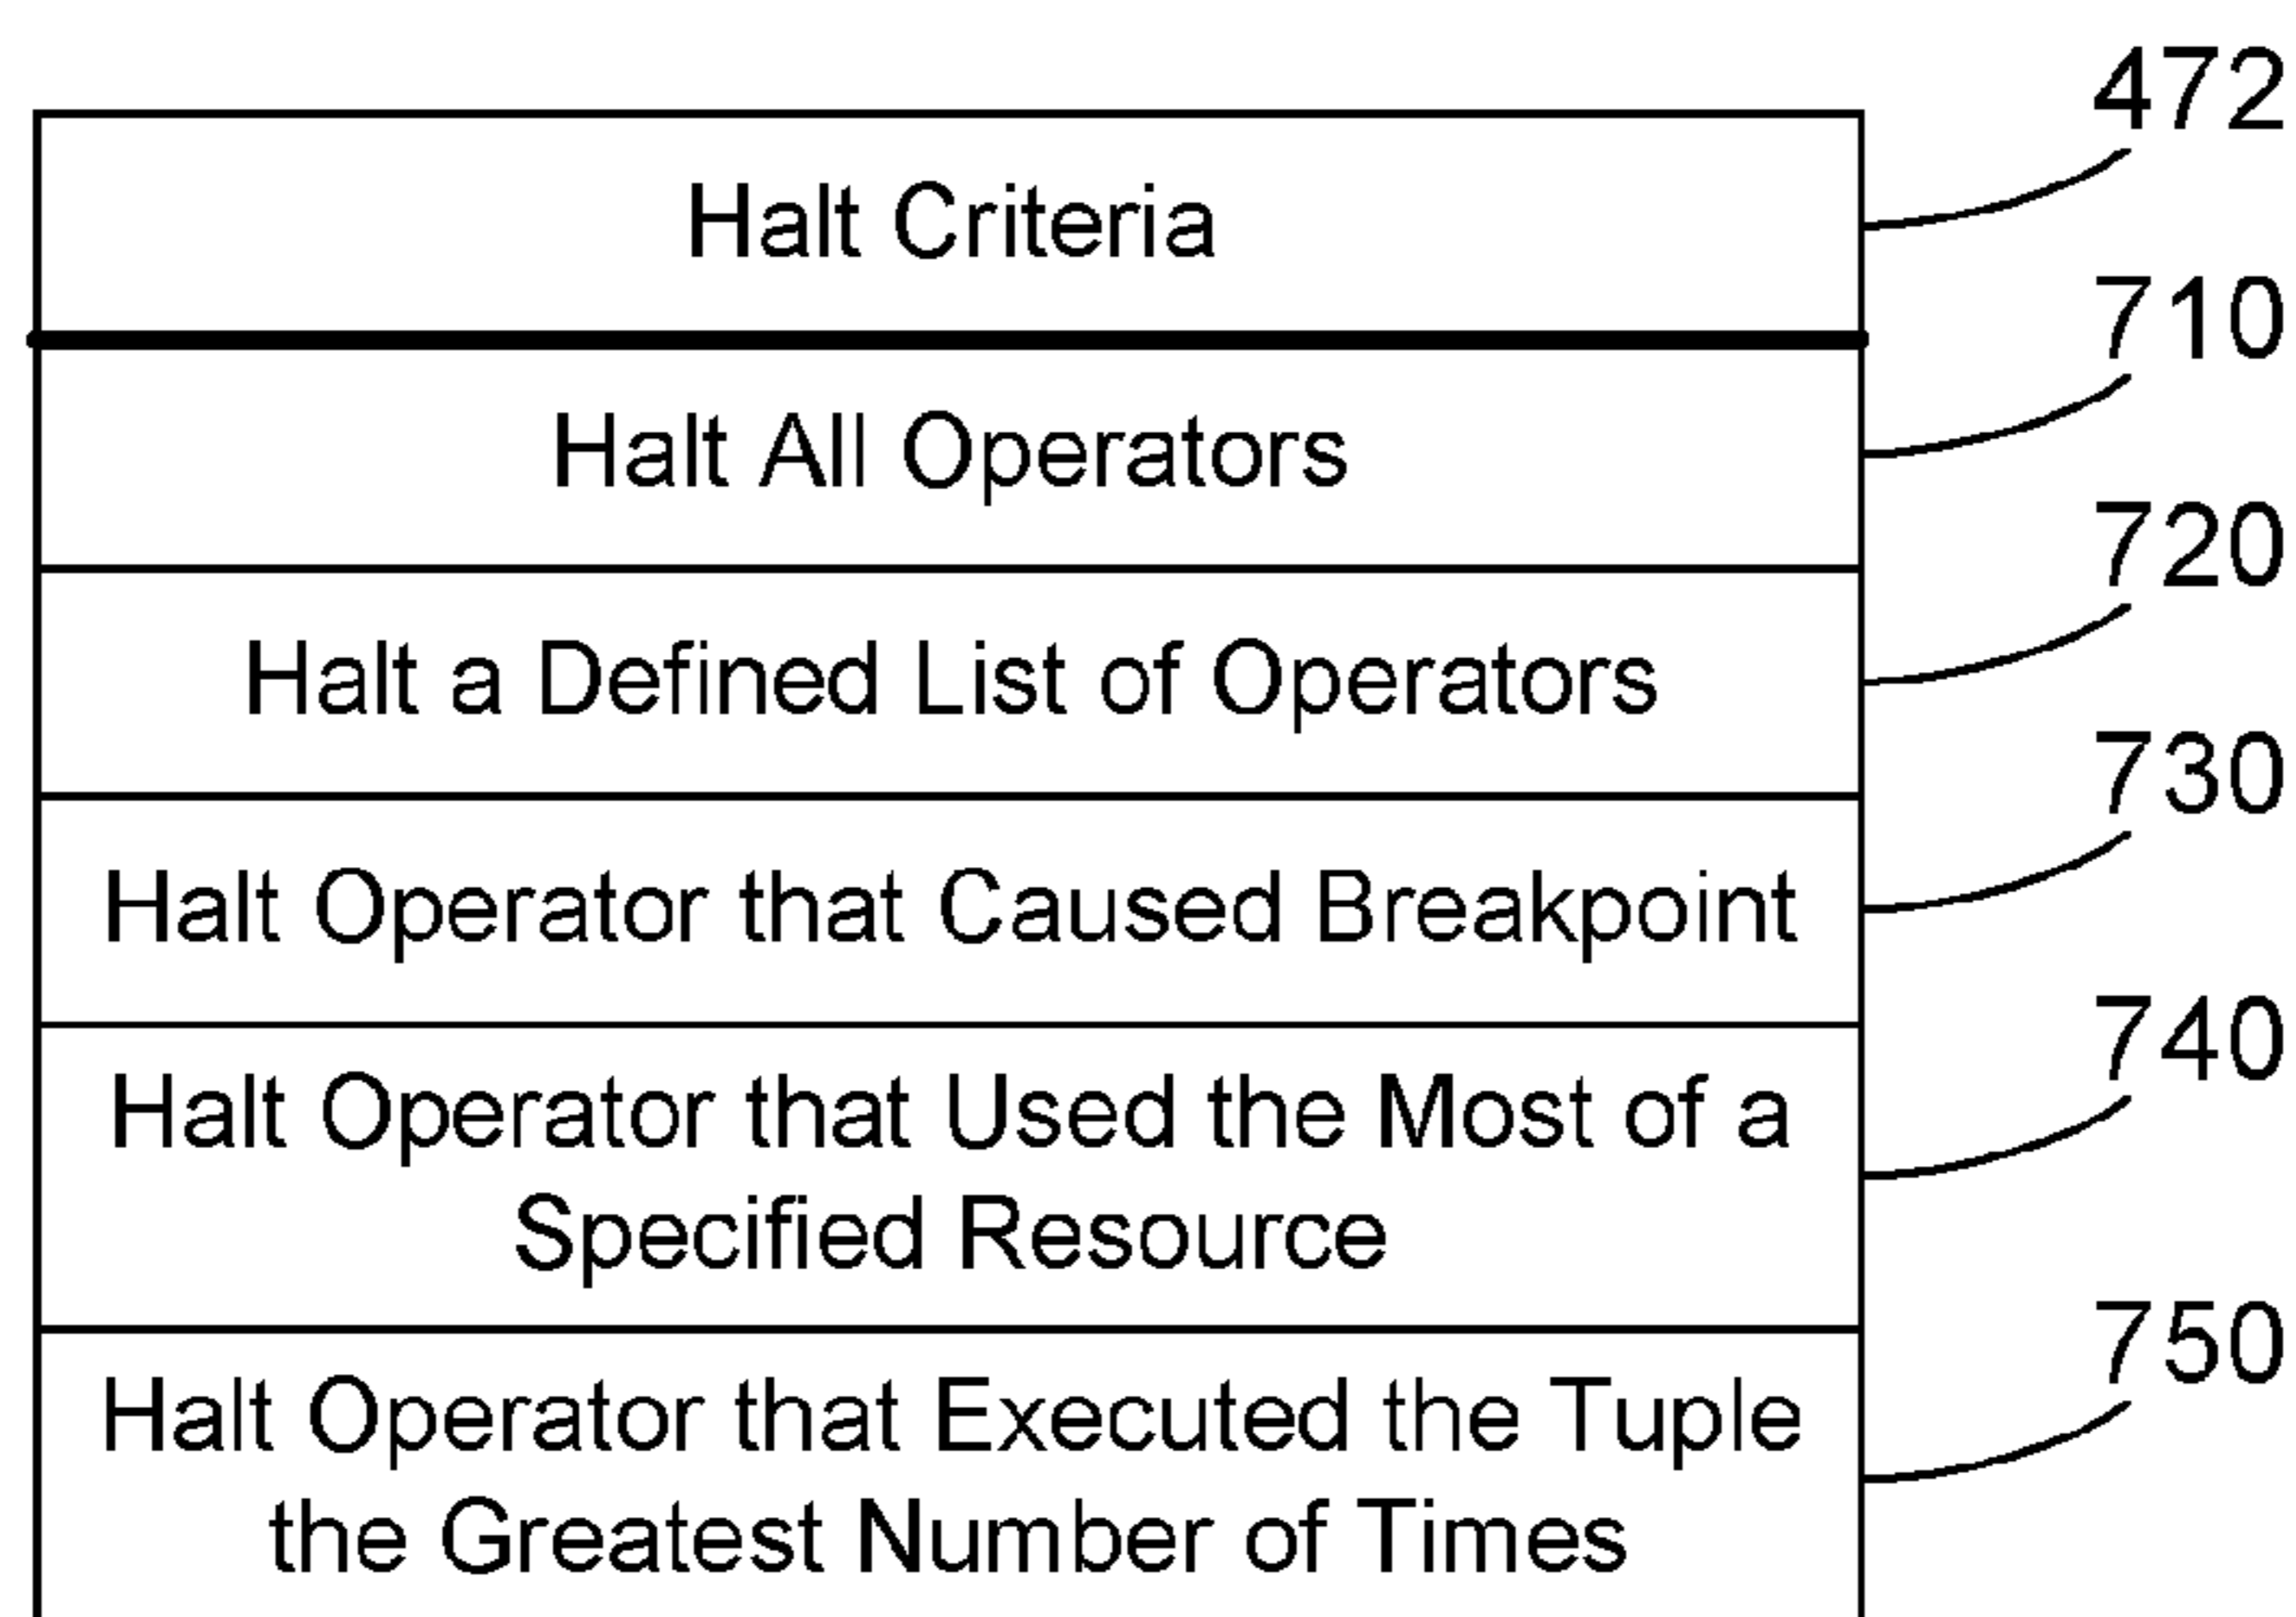 472
Halt Criteria
710
Halt All Operators
720
Halt a Defined List of Operators
730
Halt Operator that Caused Breakpoint
740
Halt Operator that Used the Most of a
Specified Resource
750
Halt Operator that Executed the Tuple
the Greatest Number of Times